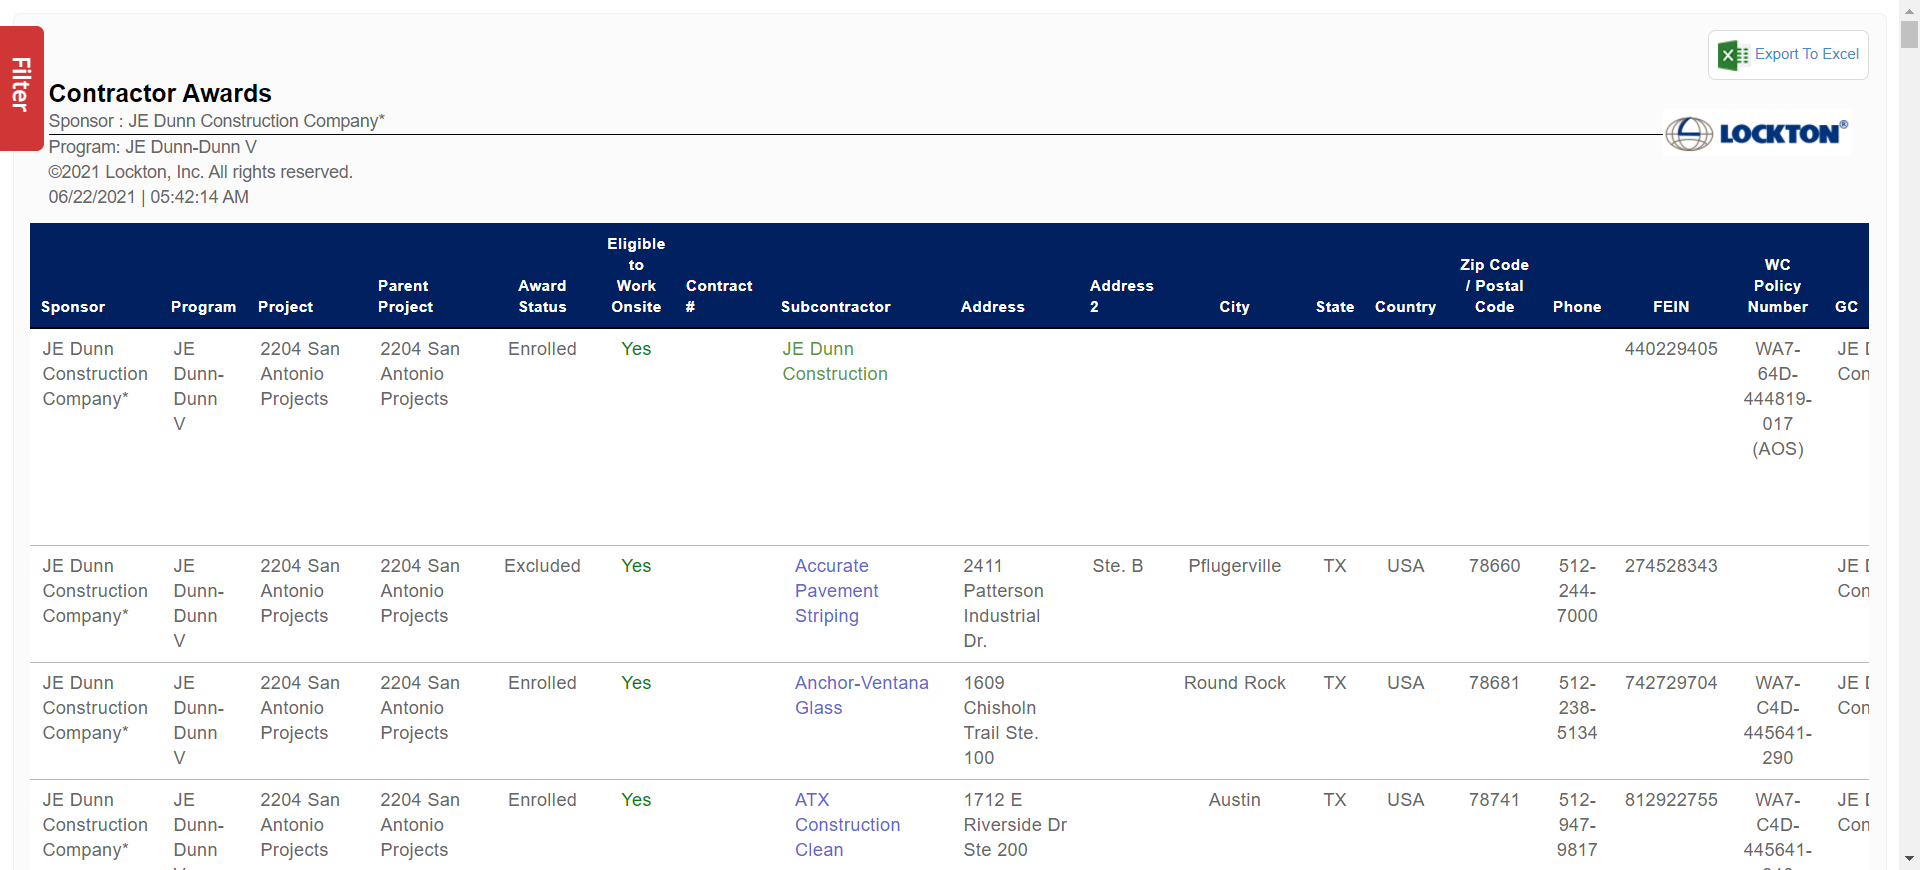 Filter
Export To Excel
Contractor Awards
Sponsor : JE Dunn Construction Company*
LOCKTON®
Program: JE Dunn-Dunn V
©2021 Lockton, Inc. All rights reserved.
06/22/2021 | 05:42:14 AM
Eligible
to Zip Code WC
Parent Award Work Contract Address / Postal Policy
Sponsor Program Project Project Status Onsite # Subcontractor Address 2 City State Country Code Phone FEIN Number GC
JE Dunn JE 2204 San 2204 San Enrolled Yes JE Dunn 440229405 WA7- JE
Construction Dunn- Antonio Antonio Construction 64D- Con
Company* Dunn Projects Projects 444819-
V 017
(AOS)
JE Dunn JE 2204 San 2204 San Excluded Yes Accurate 2411 Ste. B Pflugerville TX USA 78660 512- 274528343 JE
Construction Dunn- Antonio Antonio Pavement Patterson 244- Con
Company* Dunn Projects Projects Striping Industrial 7000
V Dr.
JE Dunn JE 2204 San 2204 San Enrolled Yes Anchor-Ventana 1609 Round Rock TX USA 78681 512- 742729704 WA7- JE
Construction Dunn- Antonio Antonio Glass Chisholn 238- C4D- Con
Company* Dunn Projects Projects Trail Ste. 5134 445641-
V 100 290
JE Dunn JE 2204 San 2204 San Enrolled Yes ATX 1712 E Austin TX USA 78741 512- 812922755 WA7- JE
Construction Dunn- Antonio Antonio Construction Riverside Dr 947- C4D- Con
Company* Dunn Projects Projects Clean Ste 200 9817 445641-